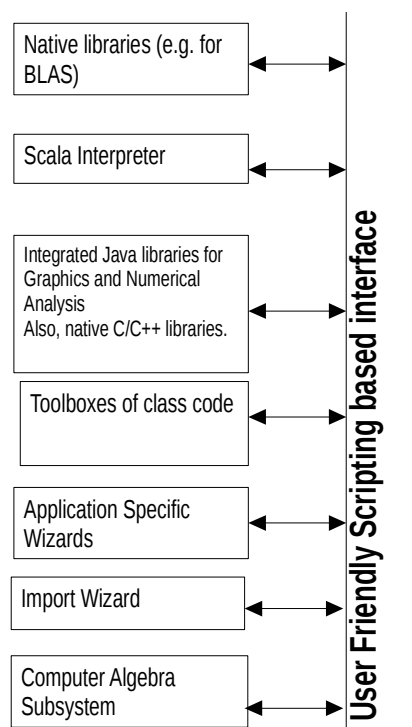 Native libraries (e.g. for
BLAS)
Scala Interpreter
Integrated Java libraries for
Graphics and Numerical
Analysis
Also, native C/C++ libraries.
Toolboxes of class code
Application Specific
Wizards
Import Wizard
Computer Algebra
Subsystem
User Friendly Scripting based interface